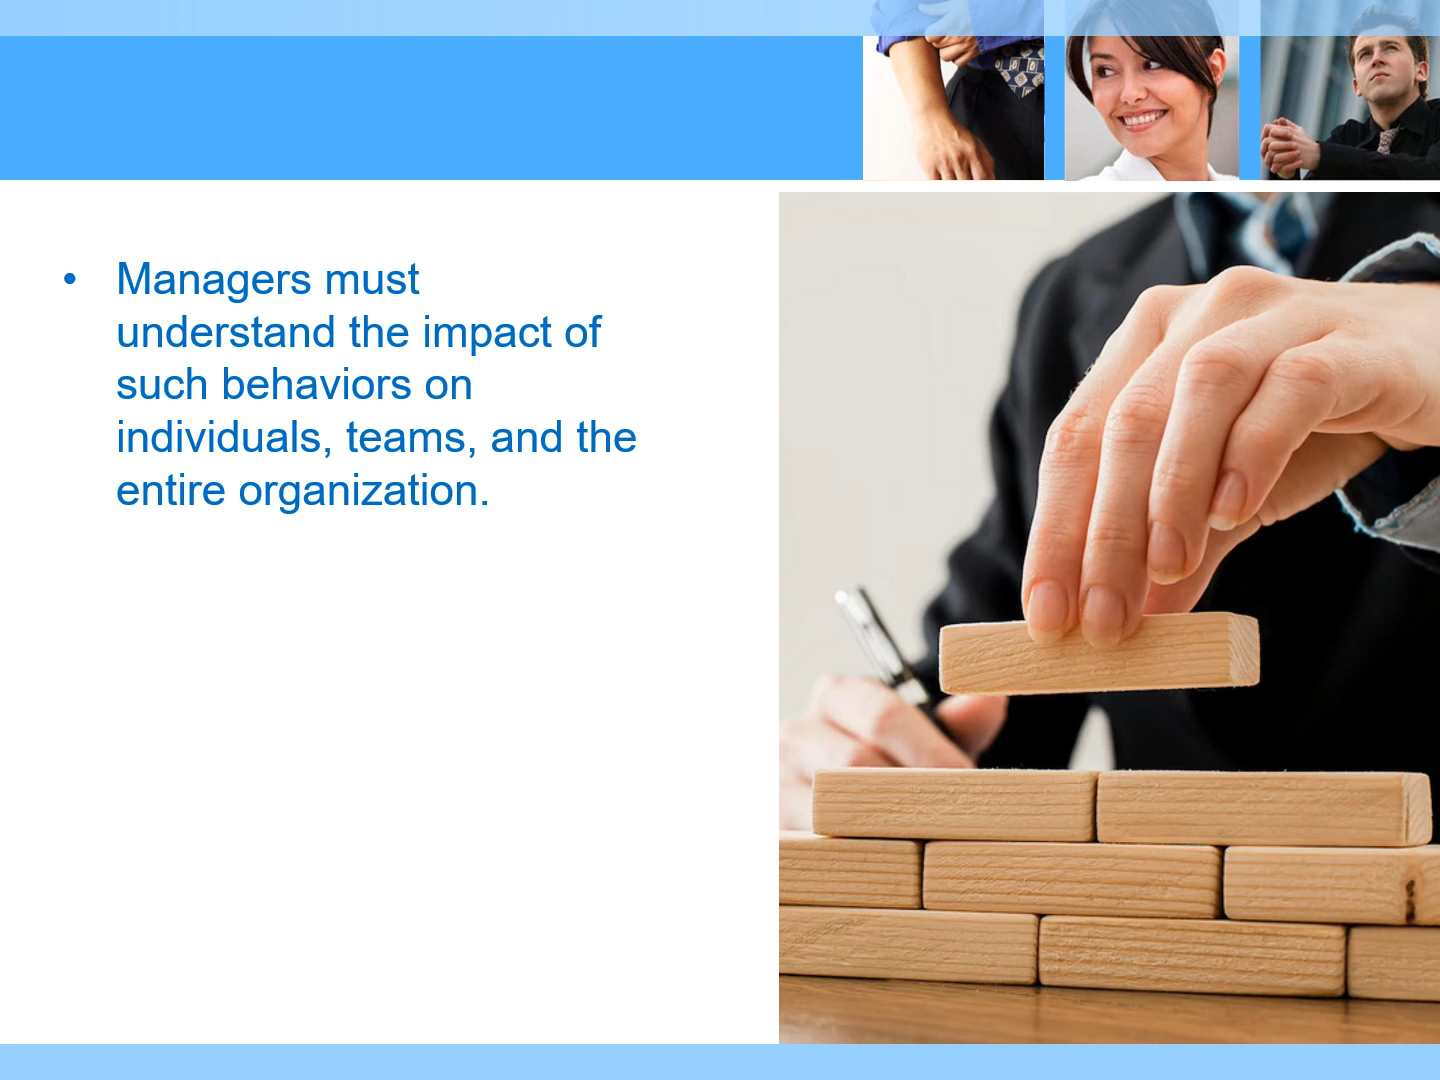 • Managers must
understand the impact of
such behaviors on
individuals, teams, and the
entire organization.